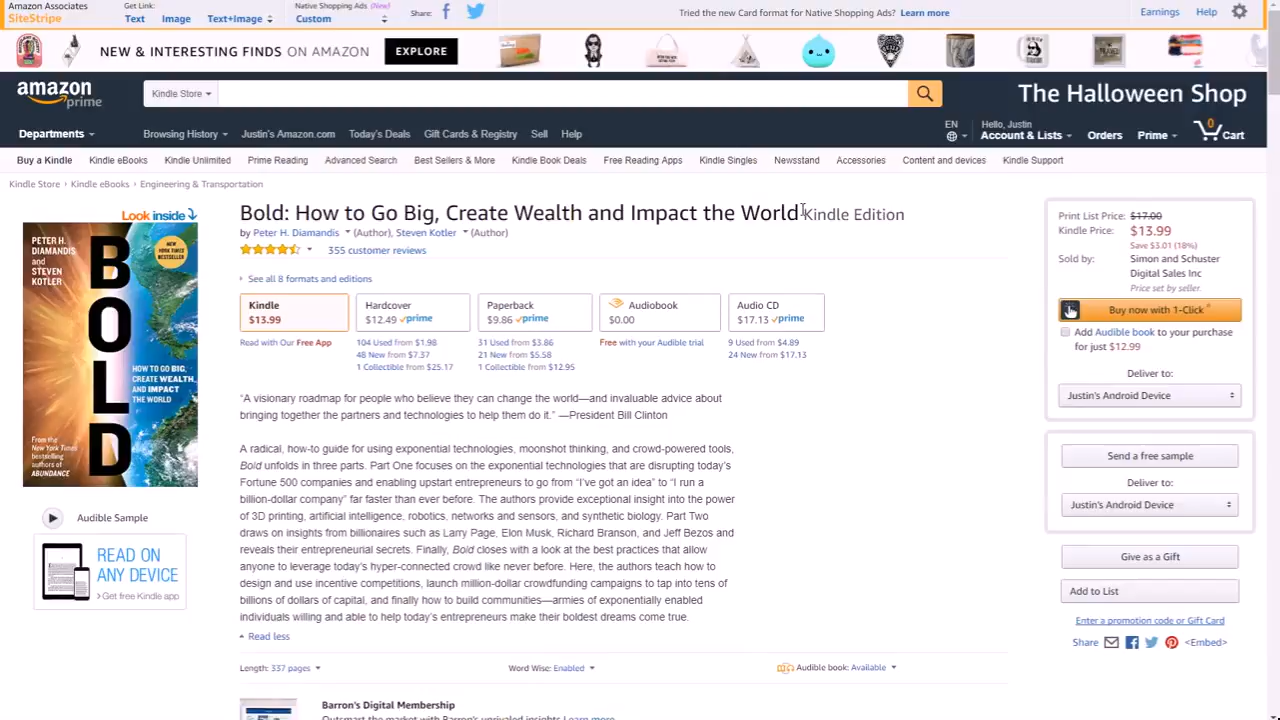 Amazon Associates
SiteStripe
Get Link:
Text Image Text+Image
Native Shopping Ads (New)
Custom
Share:
Tried the new Card format for Native Shopping Ads? Learn more
Earnings Help
NEW & INTERESTING FINDS ON AMAZON EXPLORE
amazon prime
Kindle Store
The Halloween Shop
Departments
Browsing History Justin's Amazon.com Today's Deals Gift Cards & Registry Sell Help
EN
Hello, Justin
Account & Lists Orders Prime 0 Cart
Buy a Kindle Kindle eBooks Kindle Unlimited Prime Reading Advanced Search Best Sellers & More Kindle Book Deals Free Reading Apps Kindle Singles Newsstand Accessories Content and devices Kindle Support
Kindle Store › Kindle eBooks › Engineering & Transportation
Look inside
PETER H.
DIAMANDIS
and
STEVEN
KOTLER
NEW YORK TIMES BESTSELLER
BOLD
HOW TO GO BIG,
CREATE WEALTH,
AND IMPACT
THE WORLD
From the
New York Times
bestselling
authors of
ABUNDANCE
Audible Sample
READ ON
ANY DEVICE
› Get free Kindle app
Bold: How to Go Big, Create Wealth and Impact the World Kindle Edition
by Peter H. Diamandis (Author), Steven Kotler (Author)
355 customer reviews
See all 8 formats and editions
Kindle
$13.99
Read with Our Free App
Hardcover
$12.49 prime
104 Used from $1.98
48 New from $7.37
1 Collectible from $25.17
Paperback
$9.86 prime
31 Used from $3.86
21 New from $5.58
1 Collectible from $12.95
Audiobook
$0.00
Free with your Audible trial
Audio CD
$17.13 prime
9 Used from $4.89
24 New from $17.13
“A visionary roadmap for people who believe they can change the world—and invaluable advice about
bringing together the partners and technologies to help them do it.” —President Bill Clinton
A radical, how-to guide for using exponential technologies, moonshot thinking, and crowd-powered tools,
Bold unfolds in three parts. Part One focuses on the exponential technologies that are disrupting today’s
Fortune 500 companies and enabling upstart entrepreneurs to go from “I’ve got an idea” to “I run a
billion-dollar company” far faster than ever before. The authors provide exceptional insight into the power
of 3D printing, artificial intelligence, robotics, networks and sensors, and synthetic biology. Part Two
draws on insights from billionaires such as Larry Page, Elon Musk, Richard Branson, and Jeff Bezos and
reveals their entrepreneurial secrets. Finally, Bold closes with a look at the best practices that allow
anyone to leverage today’s hyper-connected crowd like never before. Here, the authors teach how to
design and use incentive competitions, launch million-dollar crowdfunding campaigns to tap into tens of
billions of dollars of capital, and finally how to build communities—armies of exponentially enabled
individuals willing and able to help today’s entrepreneurs make their boldest dreams come true.
Read less
Length: 337 pages Word Wise: Enabled Audible book: Available
Barron's Digital Membership
Outsmart the market with Barron's unrivaled insights Learn more
Print List Price: $17.00
Kindle Price: $13.99
Save $3.01 (18%)
Sold by: Simon and Schuster
Digital Sales Inc
Price set by seller.
Buy now with 1-Click®
Add Audible book to your purchase
for just $12.99
Deliver to:
Justin's Android Device
Send a free sample
Deliver to:
Justin's Android Device
Give as a Gift
Add to List
Enter a promotion code or Gift Card
Share <Embed>